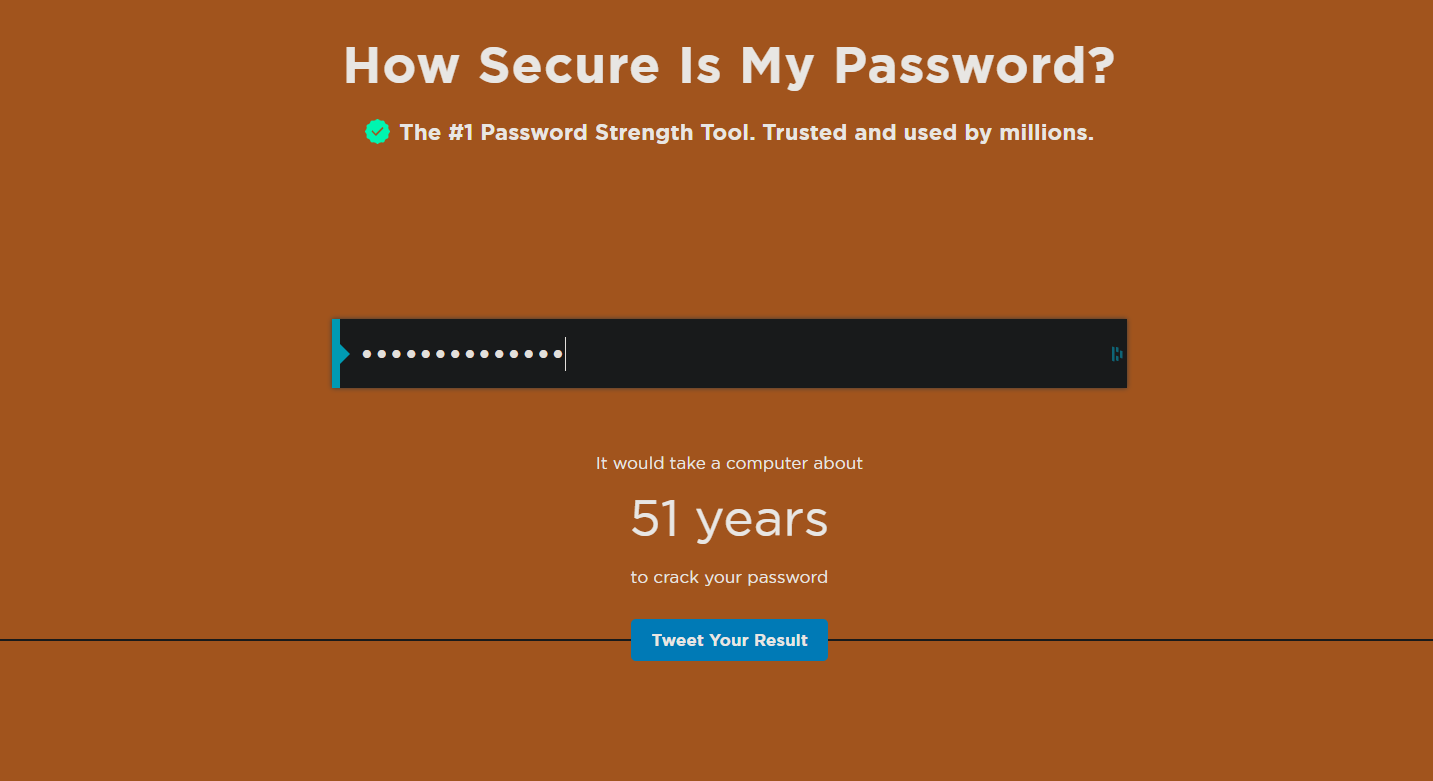 How Secure Is My Password?
The #1 Password Strength Tool. Trusted and used by millions.
••••••••••••••
It would take a computer about
51 years
to crack your password
Tweet Your Result